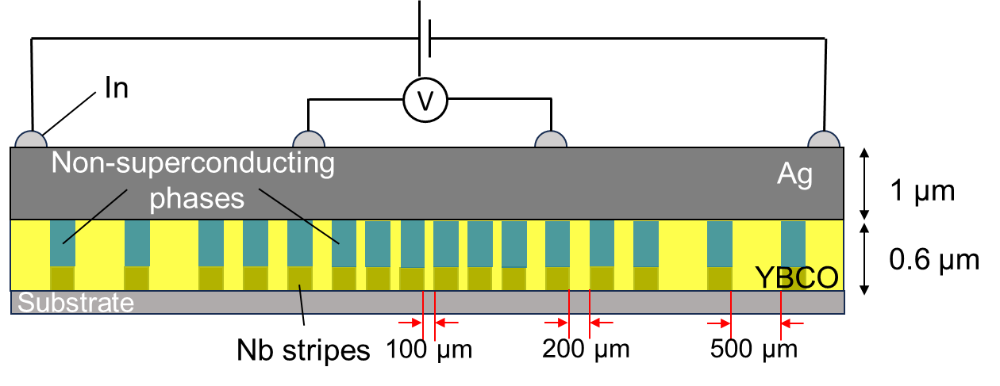 In
V
Non-superconducting
phases
Ag
1 μm
0.6 μm
YBCO
Substrate
Nb stripes
100 μm
200 μm
500 μm